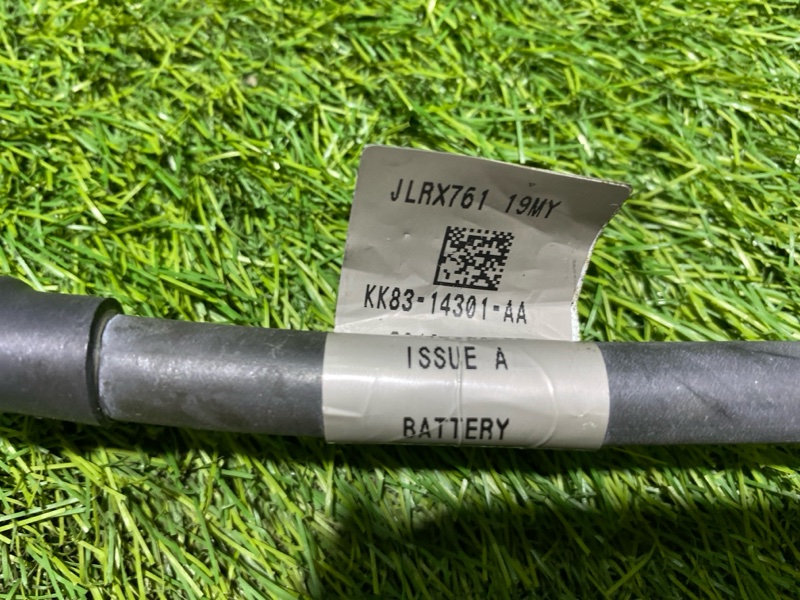 JLRX761 19MY
KK83-14301-AA
ISSUE A
BATTERY